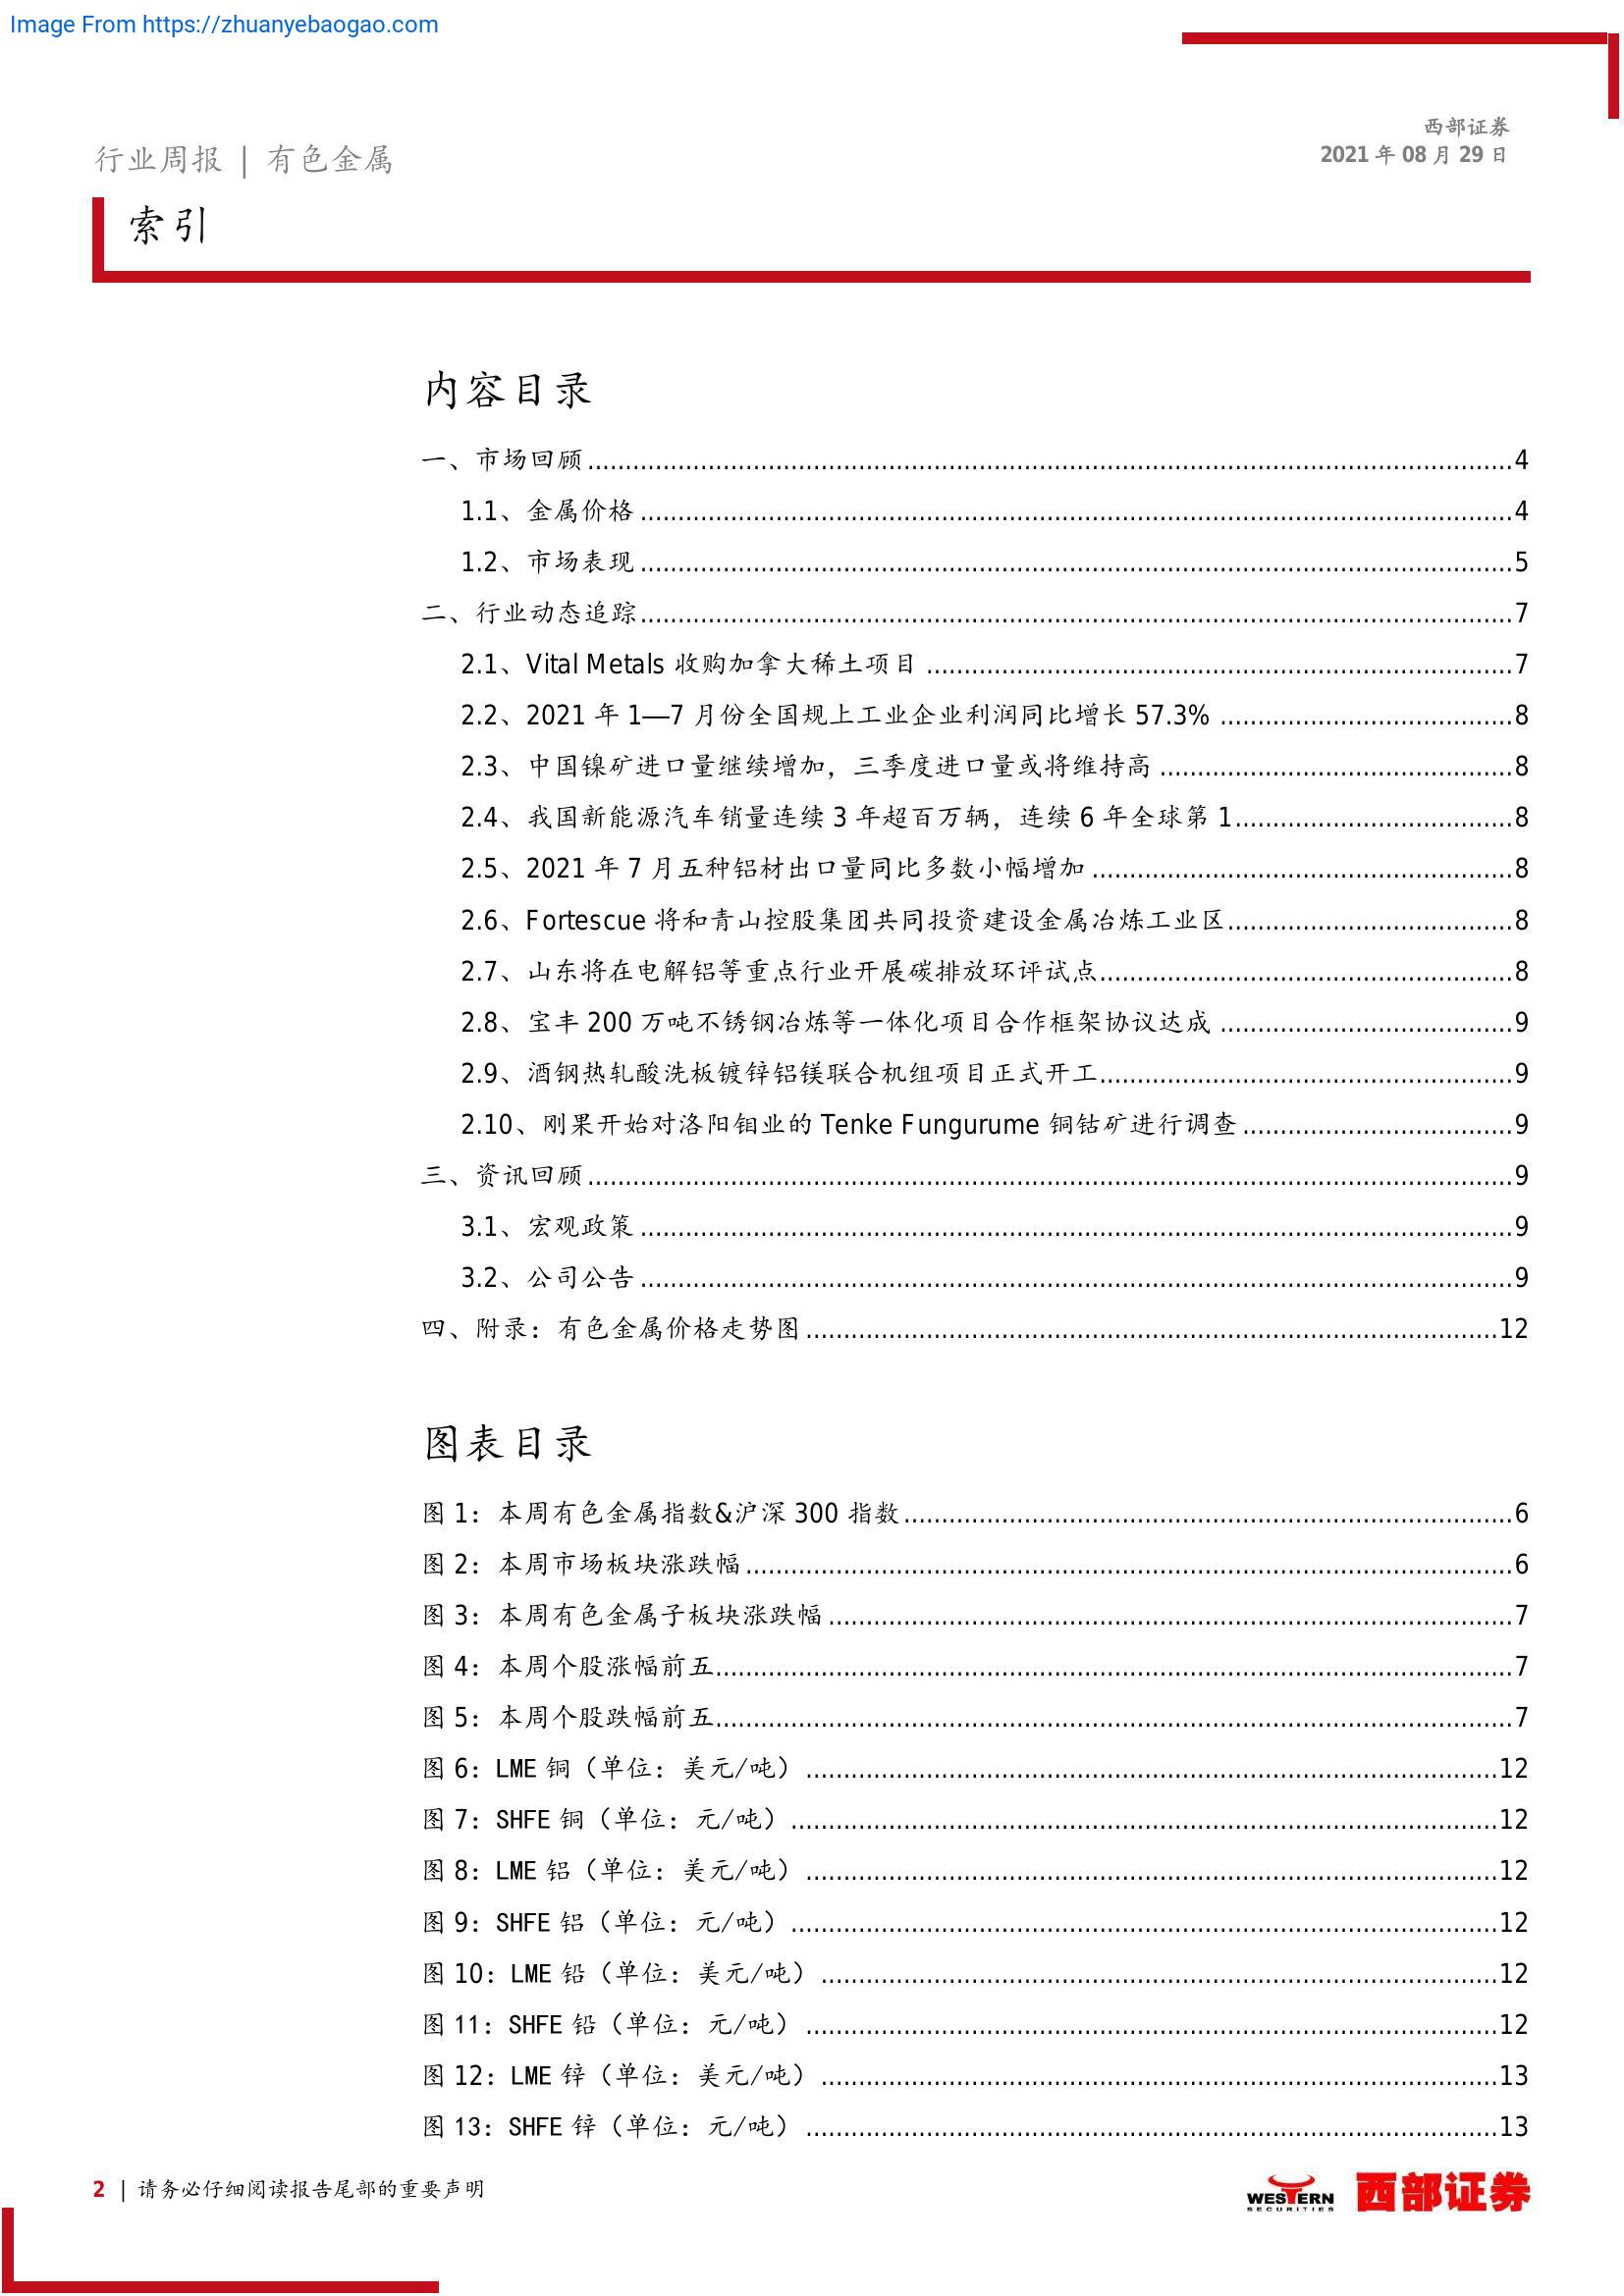 Image From https://zhuanyebaogao.com
西部证券
2021 年 08 月 29 日
行业周报 | 有色金属
索引
内容目录
一、市场回顾 4
1.1、金属价格 4
1.2、市场表现 5
二、行业动态追踪 7
2.1、Vital Metals 收购加拿大稀土项目 7
2.2、2021 年 1—7 月份全国规上工业企业利润同比增长 57.3% 8
2.3、中国镍矿进口量继续增加，三季度进口量或将维持高 8
2.4、我国新能源汽车销量连续 3 年超百万辆，连续 6 年全球第 1 8
2.5、2021 年 7 月五种铝材出口量同比多数小幅增加 8
2.6、Fortescue 将和青山控股集团共同投资建设金属冶炼工业区 8
2.7、山东将在电解铝等重点行业开展碳排放环评试点 8
2.8、宝丰 200 万吨不锈钢冶炼等一体化项目合作框架协议达成 9
2.9、酒钢热轧酸洗板镀锌铝镁联合机组项目正式开工 9
2.10、刚果开始对洛阳钼业的 Tenke Fungurume 铜钴矿进行调查 9
三、资讯回顾 9
3.1、宏观政策 9
3.2、公司公告 9
四、附录：有色金属价格走势图 12
图表目录
图 1：本周有色金属指数&沪深 300 指数 6
图 2：本周市场板块涨跌幅 6
图 3：本周有色金属子板块涨跌幅 7
图 4：本周个股涨幅前五 7
图 5：本周个股跌幅前五 7
图 6：LME 铜（单位：美元/吨） 12
图 7：SHFE 铜（单位：元/吨） 12
图 8：LME 铝（单位：美元/吨） 12
图 9：SHFE 铝（单位：元/吨） 12
图 10：LME 铅（单位：美元/吨） 12
图 11：SHFE 铅（单位：元/吨） 12
图 12：LME 锌（单位：美元/吨） 13
图 13：SHFE 锌（单位：元/吨） 13
2 | 请务必仔细阅读报告尾部的重要声明
WESTERN
SECURITIES
西部证券